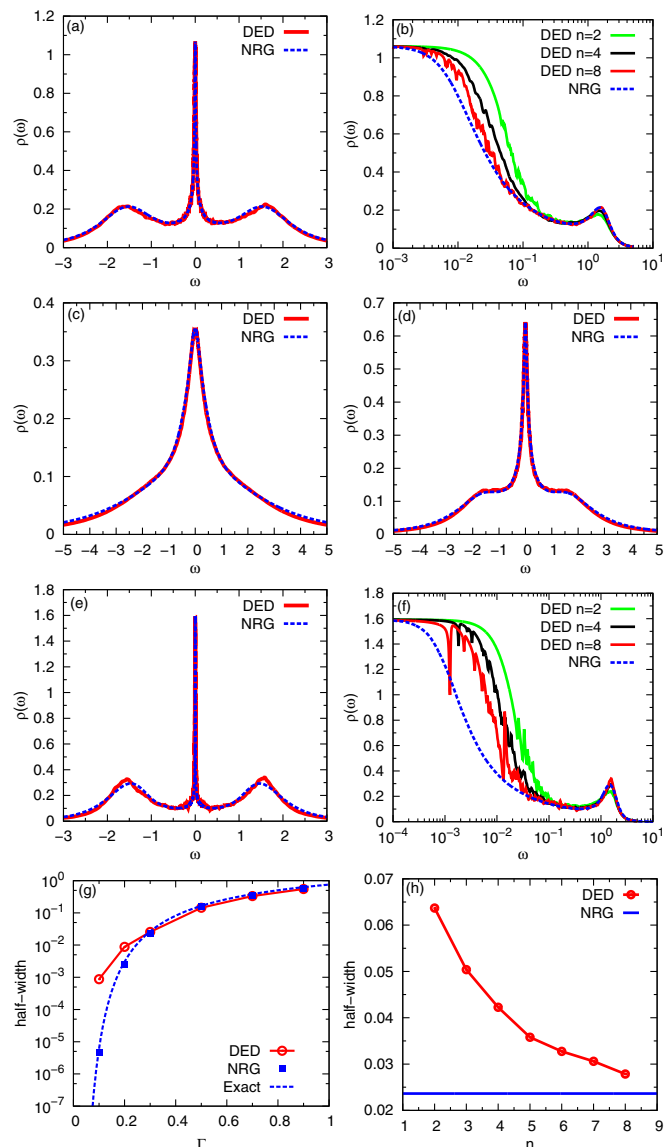 (a)
DED
NRG
1.2
1
0.8
0.6
0.4
0.2
0
ρ(ω)
−3 −2 −1 0 1 2 3
ω
(b)
DED n=2
DED n=4
DED n=8
NRG
1.2
1
0.8
0.6
0.4
0.2
0
ρ(ω)
10⁻³ 10⁻² 10⁻¹ 10⁰ 10¹
ω
(c)
DED
NRG
0.4
0.3
0.2
0.1
0
ρ(ω)
−5 −4 −3 −2 −1 0 1 2 3 4 5
ω
(d)
DED
NRG
0.7
0.6
0.5
0.4
0.3
0.2
0.1
0
ρ(ω)
−5 −4 −3 −2 −1 0 1 2 3 4 5
ω
(e)
DED
NRG
1.8
1.6
1.4
1.2
1
0.8
0.6
0.4
0.2
0
ρ(ω)
−3 −2 −1 0 1 2 3
ω
(f)
DED n=2
DED n=4
DED n=8
NRG
1.8
1.6
1.4
1.2
1
0.8
0.6
0.4
0.2
0
ρ(ω)
10⁻⁴ 10⁻³ 10⁻² 10⁻¹ 10⁰ 10¹
ω
(g)
10⁰
10⁻¹
10⁻²
10⁻³
10⁻⁴
10⁻⁵
10⁻⁶
10⁻⁷
half−width
DED
NRG
Exact
0 0.2 0.4 0.6 0.8 1
Γ
(h)
DED
NRG
0.07
0.06
0.05
0.04
0.03
0.02
half−width
1 2 3 4 5 6 7 8 9
n